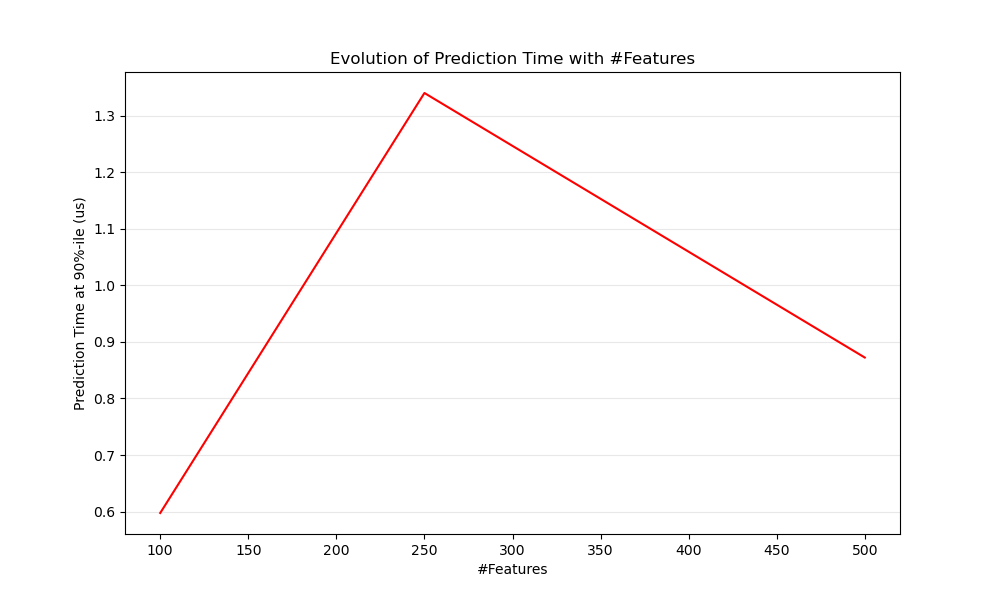 Evolution of Prediction Time with #Features
Prediction Time at 90%-ile (us)
1.3
1.2
1.1
1.0
0.9
0.8
0.7
0.6
100 150 200 250 300 350 400 450 500
#Features